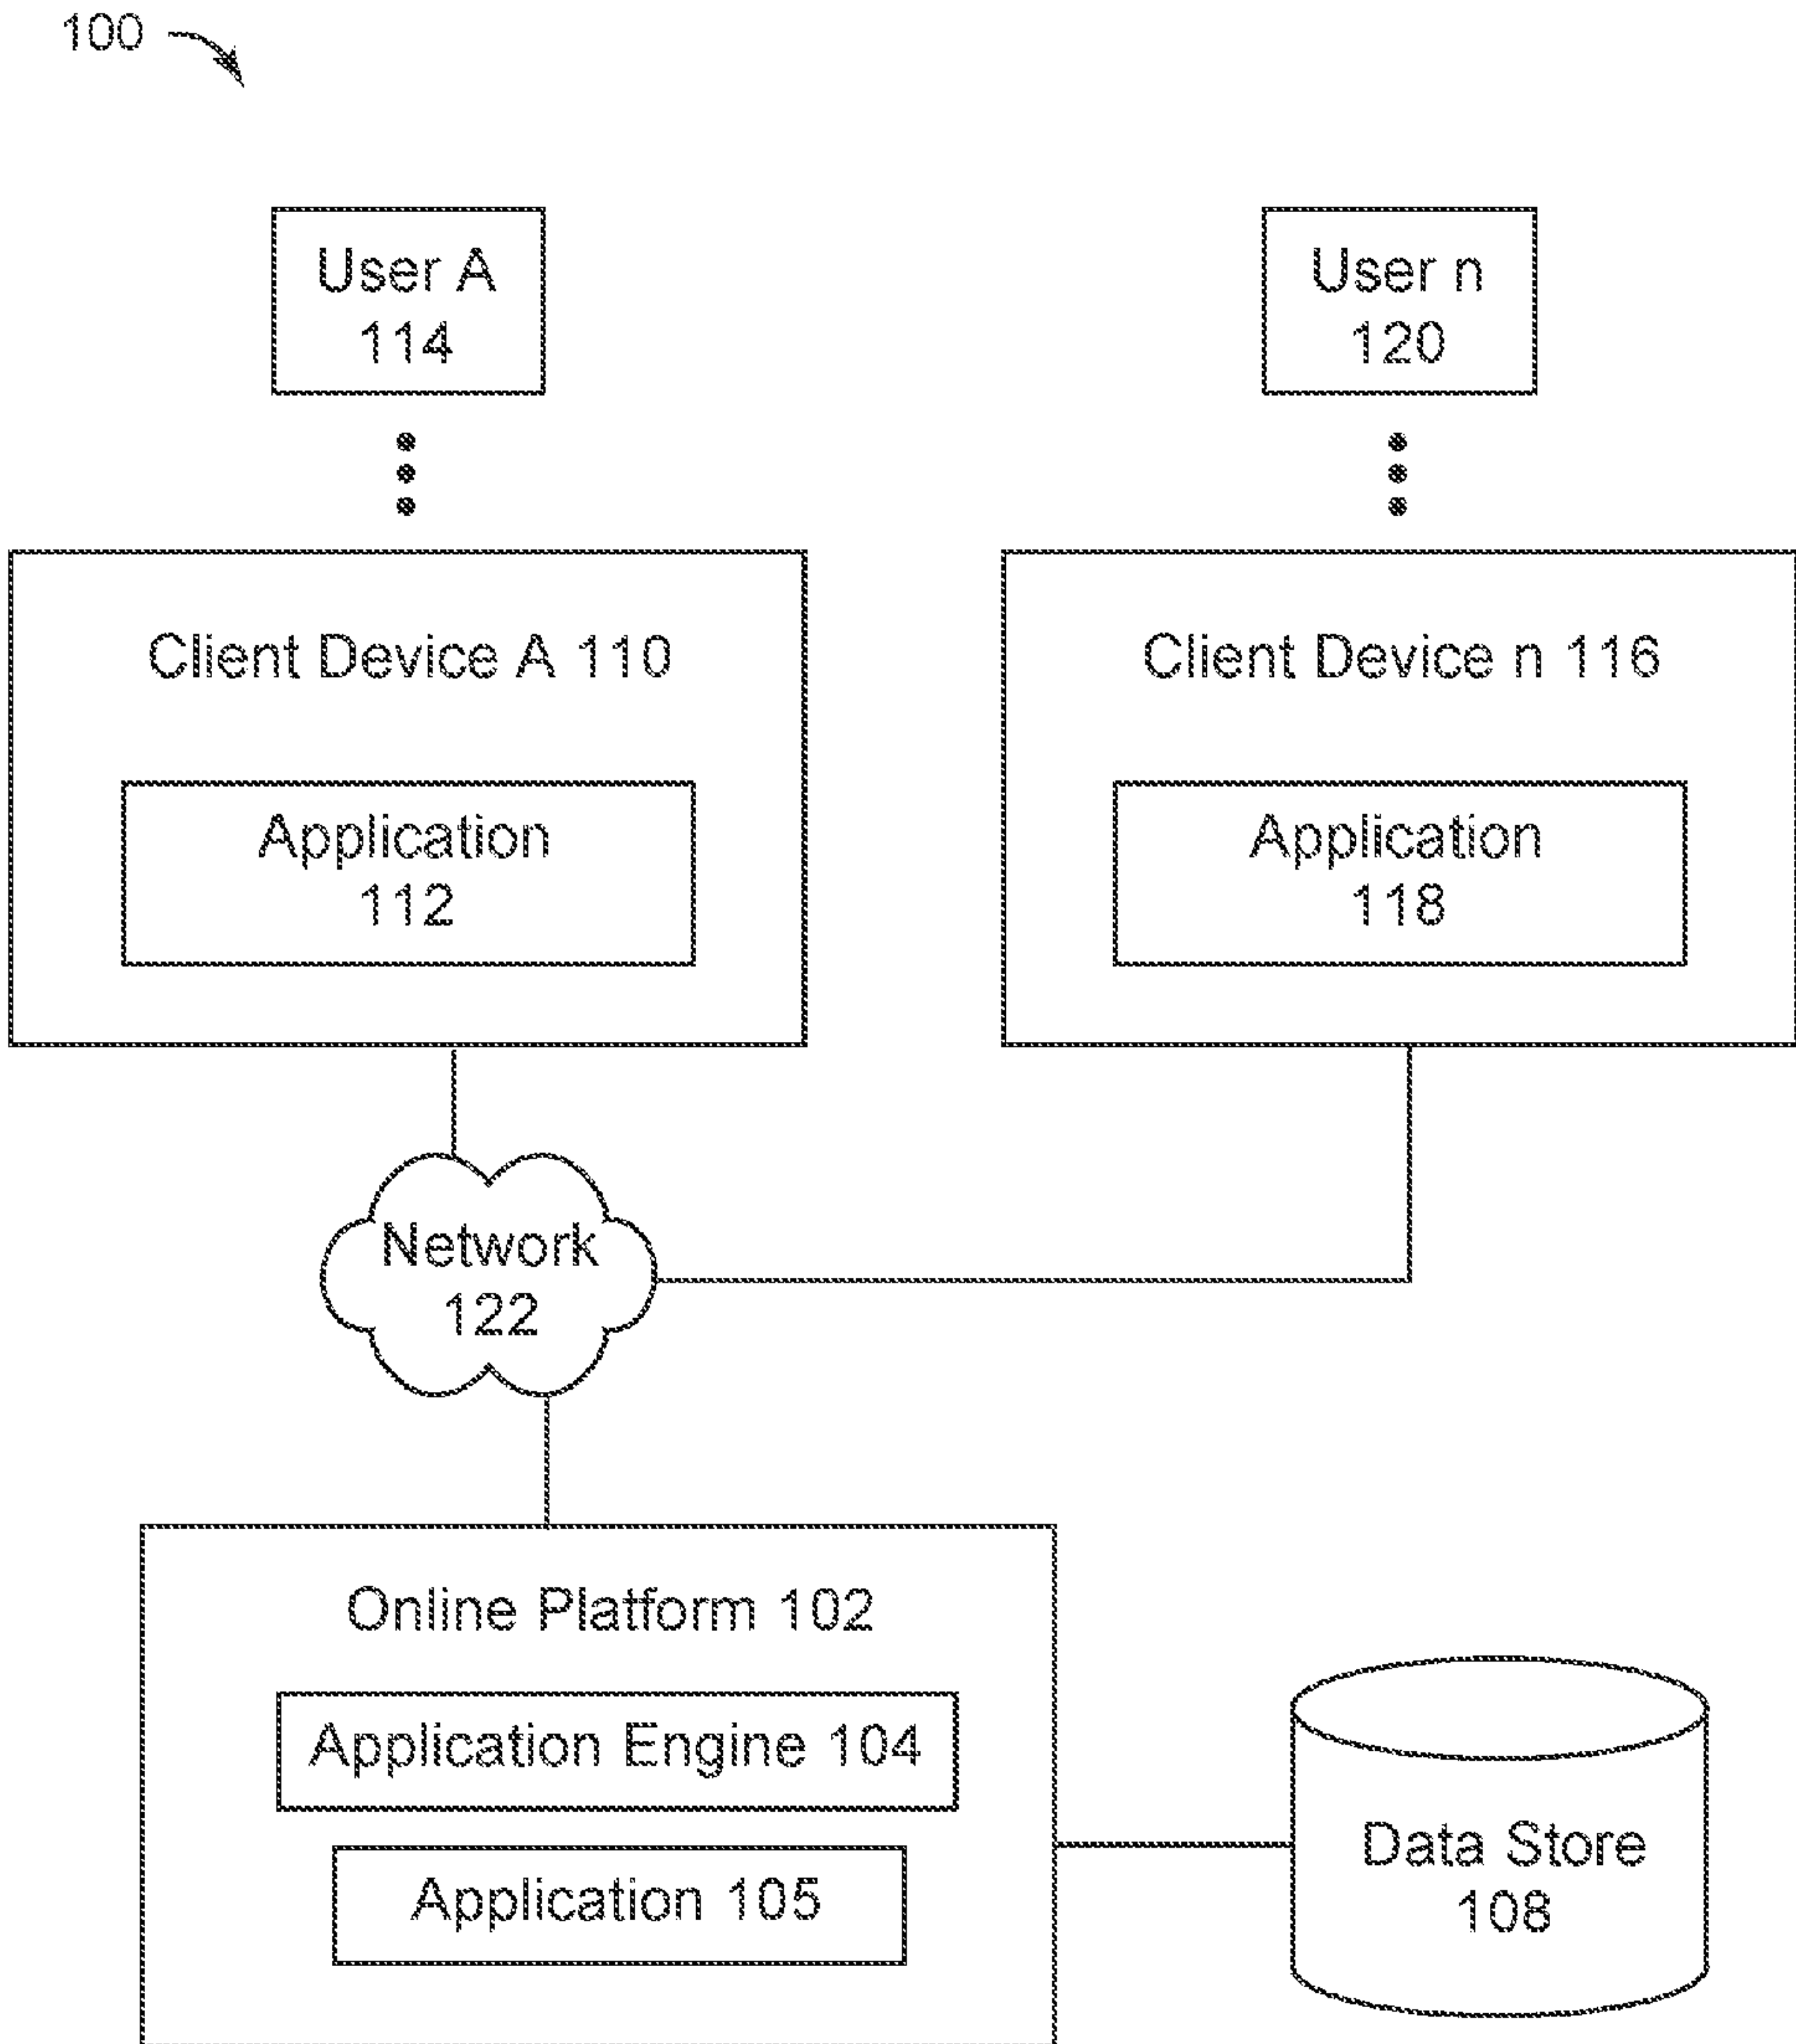 100
User A
114
User n
120
Client Device A 110
Application
112
Client Device n 116
Application
118
Network
122
Online Platform 102
Application Engine 104
Application 105
Data Store
108